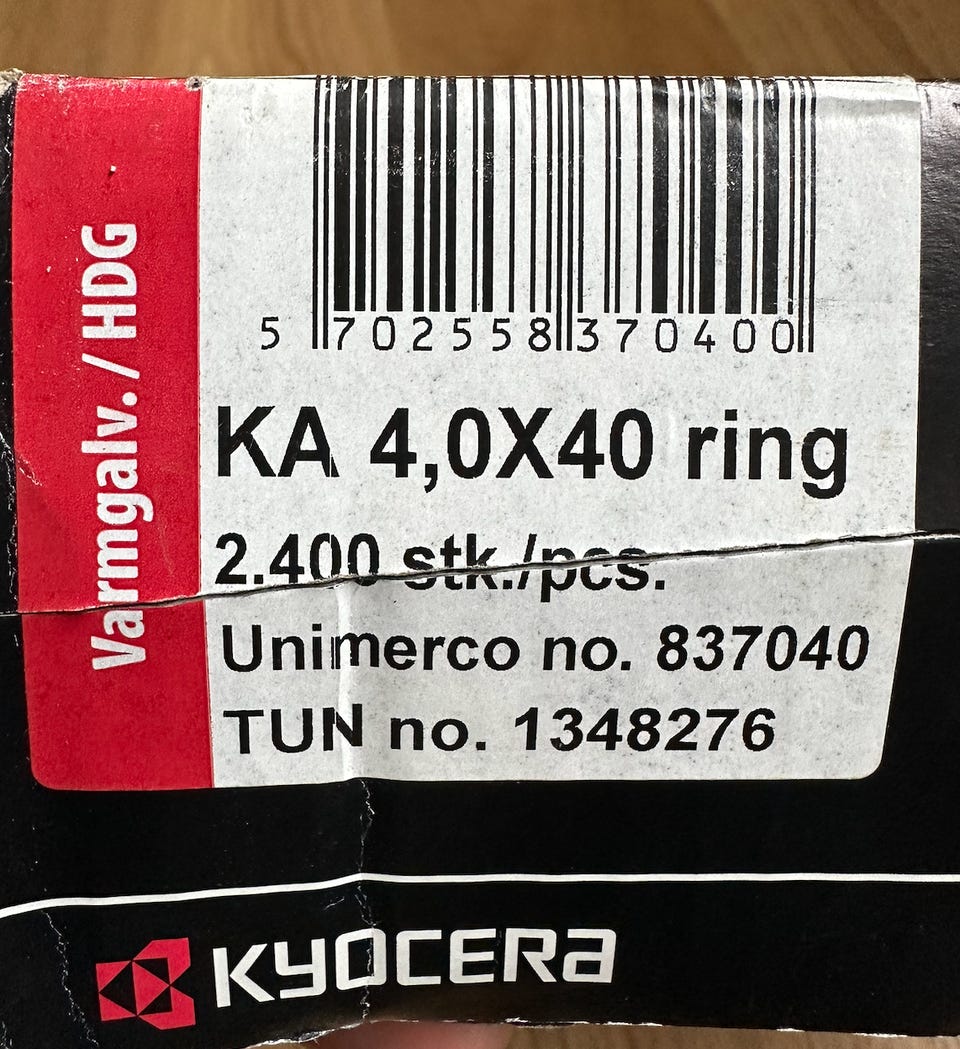 Varmgalv. / HDG
5 702558 370400
KA 4,0X40 ring
2.400 stk./pcs.
Unimerco no. 837040
TUN no. 1348276
KYOCERA